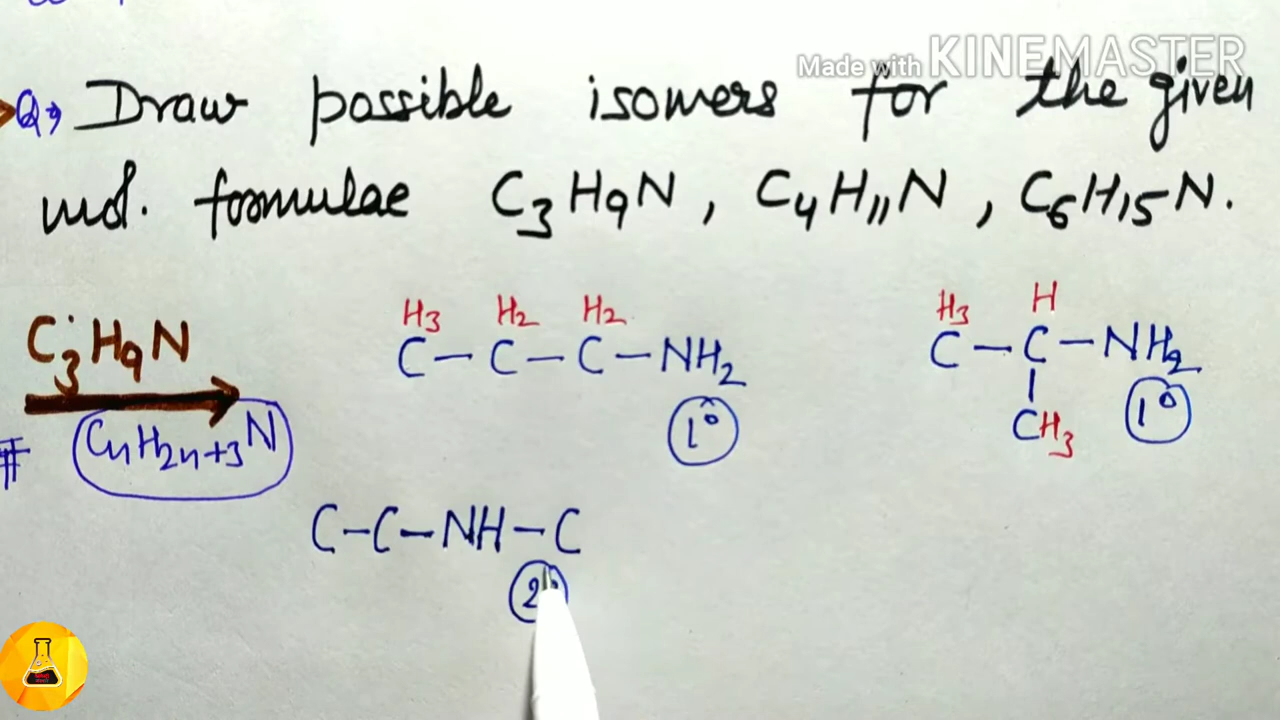 Made with KINEMASTER
Q→ Draw possible isomers for the given
mol. formulae C3H9N, C4H11N, C6H15N.
C3H9N
# CnH2n+3N
H3 H2 H2
C—C—C—NH2
1°
H3 H
C—C—NH2
CH3
1°
C—C—NH—C
2°